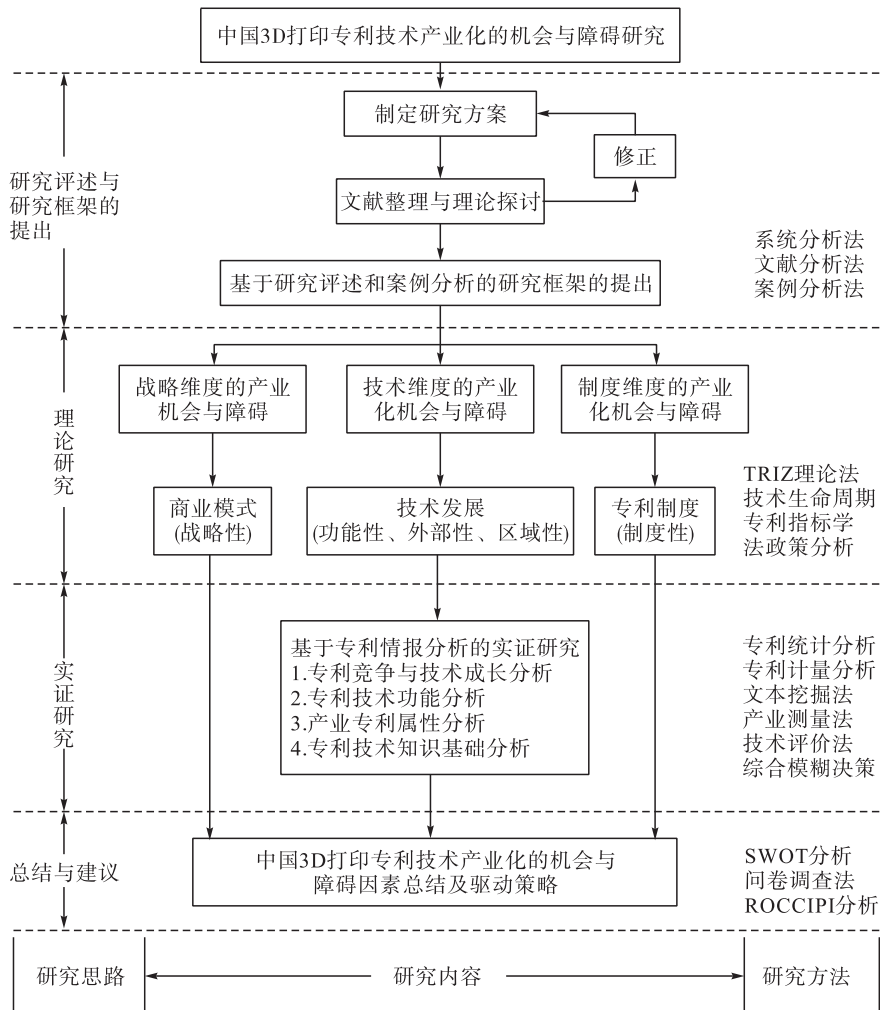 中国3D打印专利技术产业化的机会与障碍研究
制定研究方案
修正
文献整理与理论探讨
基于研究评述和案例分析的研究框架的提出
研究评述与
研究框架的
提出
系统分析法
文献分析法
案例分析法
战略维度的产业
机会与障碍
技术维度的产业
化机会与障碍
制度维度的产业
化机会与障碍
商业模式
(战略性)
技术发展
(功能性、外部性、区域性)
专利制度
(制度性)
理论研究
TRIZ理论法
技术生命周期
专利指标学
法政策分析
基于专利情报分析的实证研究
1.专利竞争与技术成长分析
2.专利技术功能分析
3.产业专利属性分析
4.专利技术知识基础分析
实证研究
专利统计分析
专利计量分析
文本挖掘法
产业测量法
技术评价法
综合模糊决策
中国3D打印专利技术产业化的机会与
障碍因素总结及驱动策略
总结与建议
SWOT分析
问卷调查法
ROCCIPI分析
研究思路
研究内容
研究方法